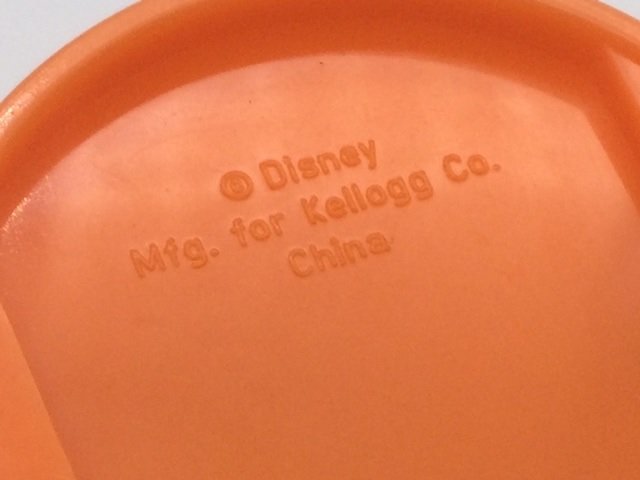 © Disney
Mfg. for Kellogg Co.
China